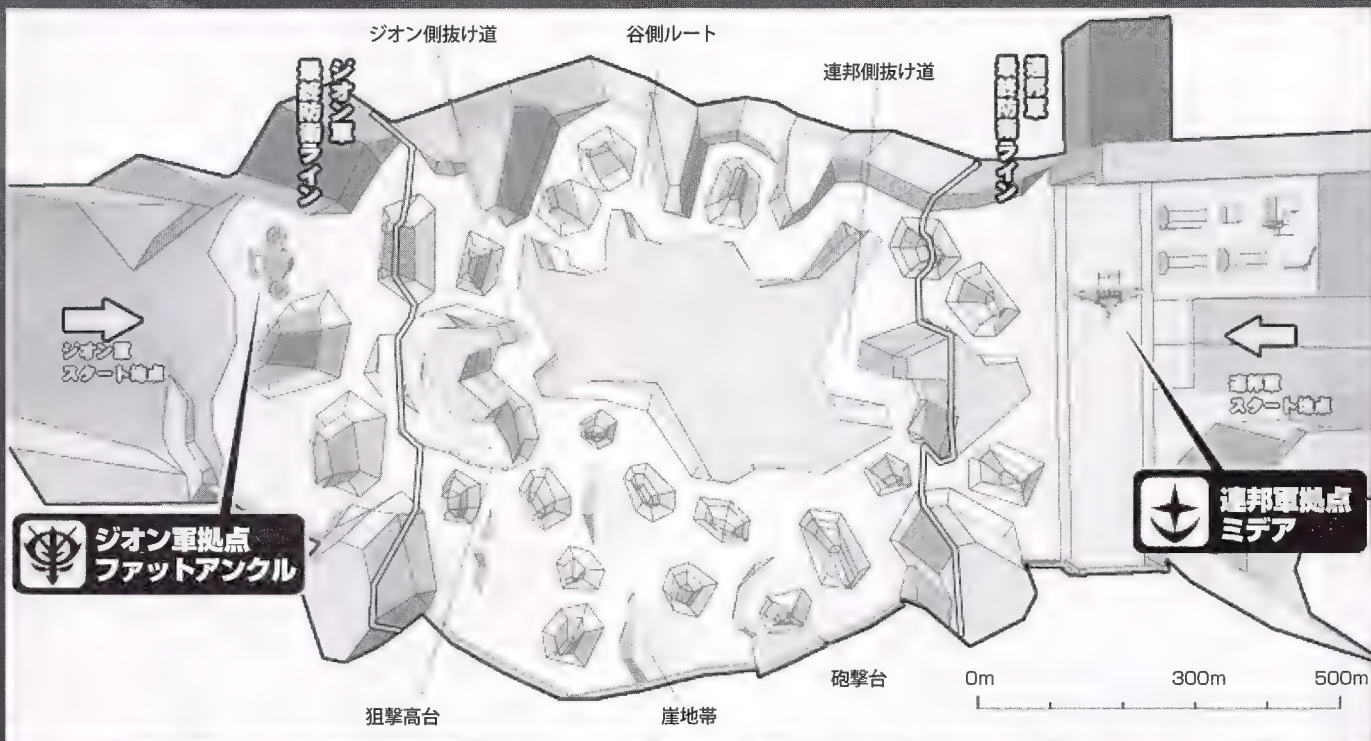 ジオン側抜け道
谷側ルート
連邦側抜け道
ジオン軍
最終防衛ライン
連邦軍
最終防衛ライン
ジオン軍
スタート地点
連邦軍
スタート地点
ジオン軍拠点
ファットアンクル
連邦軍拠点
ミデア
狙撃高台
崖地帯
砲撃台
0m
300m
500m